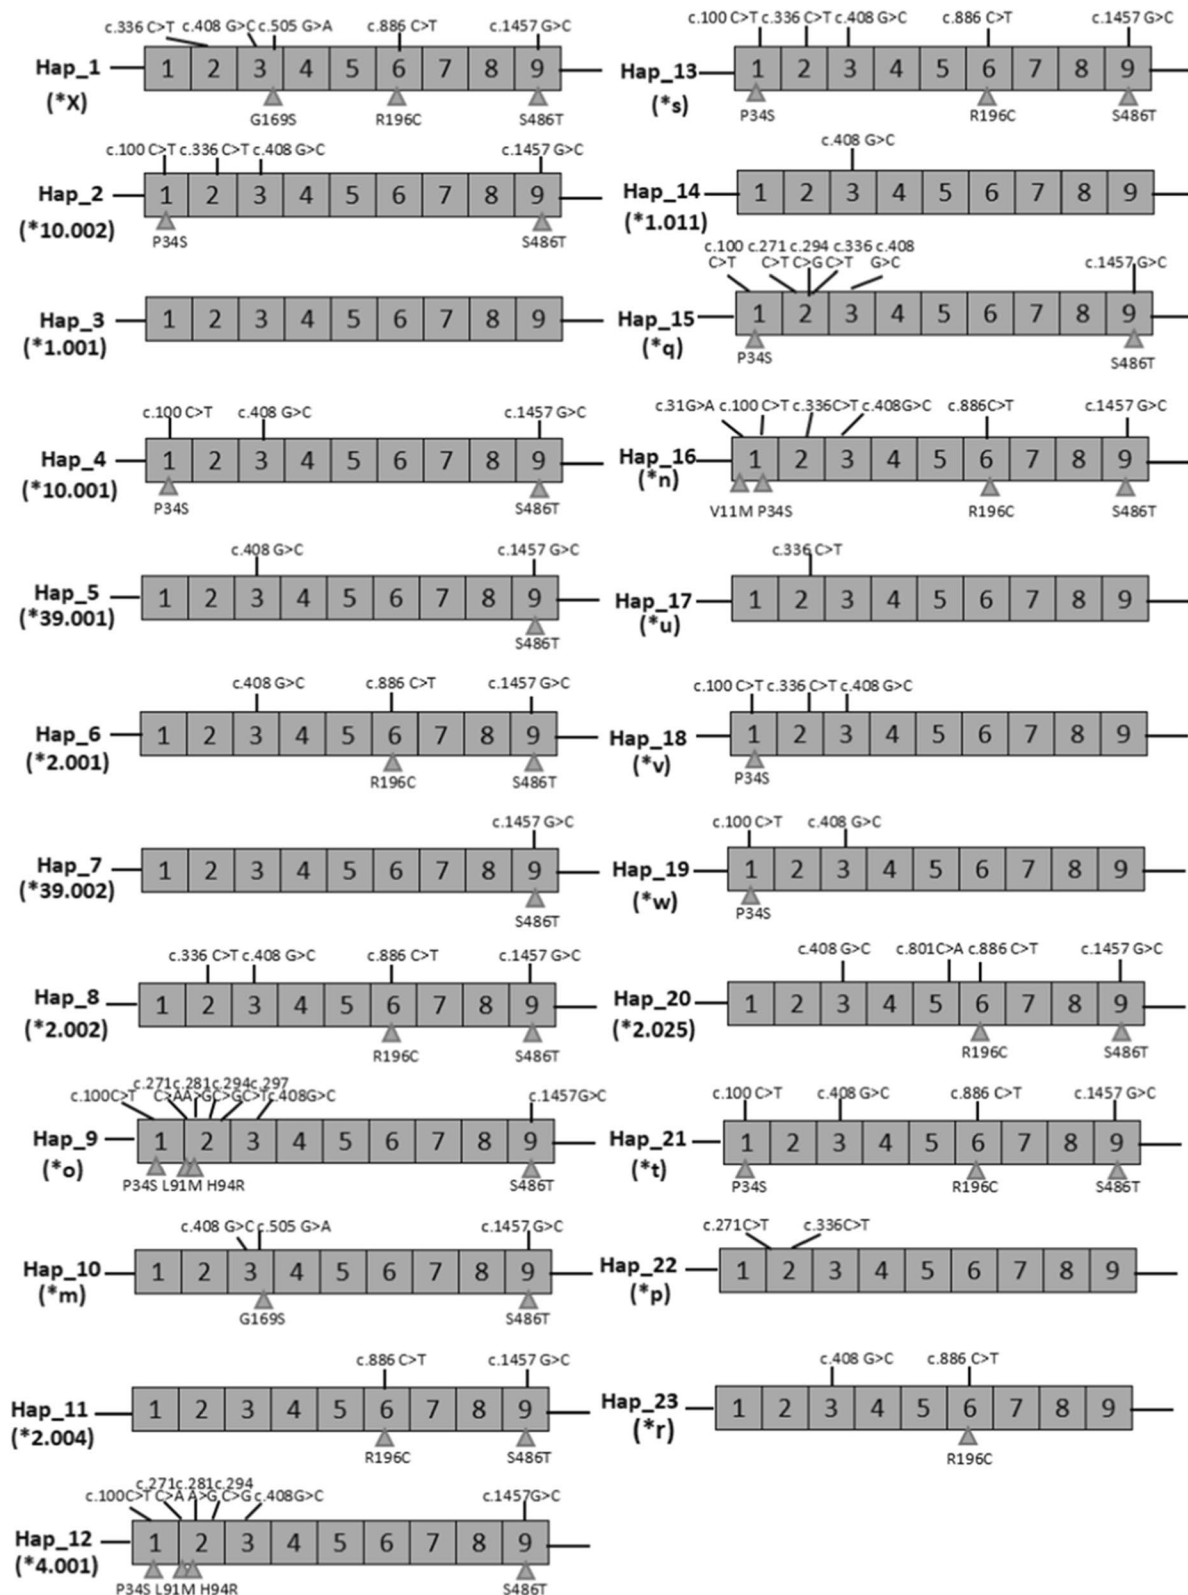 c.336 C>T c.408 G>C c.505 G>A c.886 C>T c.1457 G>C
Hap_1 1 2 3 4 5 6 7 8 9
(*X)
G169S R196C S486T
c.100 C>T c.336 C>T c.408 G>C c.1457 G>C
Hap_2 1 2 3 4 5 6 7 8 9
(*10.002)
P34S S486T
Hap_3 1 2 3 4 5 6 7 8 9
(*1.001)
c.100 C>T c.408 G>C c.1457 G>C
Hap_4 1 2 3 4 5 6 7 8 9
(*10.001)
P34S S486T
c.408 G>C c.1457 G>C
Hap_5 1 2 3 4 5 6 7 8 9
(*39.001)
S486T
c.408 G>C c.886 C>T c.1457 G>C
Hap_6 1 2 3 4 5 6 7 8 9
(*2.001)
R196C S486T
c.1457 G>C
Hap_7 1 2 3 4 5 6 7 8 9
(*39.002)
S486T
c.336 C>T c.408 G>C c.886 C>T c.1457 G>C
Hap_8 1 2 3 4 5 6 7 8 9
(*2.002)
R196C S486T
c.271c.281c.294c.297
c.100C>T C>AA>GC>GC>Tc.408G>C c.1457G>C
Hap_9 1 2 3 4 5 6 7 8 9
(*o)
P34S L91M H94R S486T
c.408 G>C c.505 G>A c.1457 G>C
Hap_10 1 2 3 4 5 6 7 8 9
(*m)
G169S S486T
c.886 C>T c.1457 G>C
Hap_11 1 2 3 4 5 6 7 8 9
(*2.004)
R196C S486T
c.271c.281c.294
c.100C>T C>A A>G C>G c.408G>C c.1457G>C
Hap_12 1 2 3 4 5 6 7 8 9
(*4.001)
P34S L91M H94R S486T
c.100 C>T c.336 C>T c.408 G>C c.886 C>T c.1457 G>C
Hap_13 1 2 3 4 5 6 7 8 9
(*s)
P34S R196C S486T
c.408 G>C
Hap_14 1 2 3 4 5 6 7 8 9
(*1.011)
c.100 c.271 c.294 c.336 c.408
C>T C>T C>G C>T G>C c.1457 G>C
Hap_15 1 2 3 4 5 6 7 8 9
(*q)
P34S S486T
c.31G>A c.100 C>T c.336C>T c.408G>C c.886C>T c.1457 G>C
Hap_16 1 2 3 4 5 6 7 8 9
(*n)
V11M P34S R196C S486T
c.336 C>T
Hap_17 1 2 3 4 5 6 7 8 9
(*u)
c.100 C>T c.336 C>T c.408 G>C
Hap_18 1 2 3 4 5 6 7 8 9
(*v)
P34S
c.100 C>T c.408 G>C
Hap_19 1 2 3 4 5 6 7 8 9
(*w)
P34S
c.408 G>C c.801C>A c.886 C>T c.1457 G>C
Hap_20 1 2 3 4 5 6 7 8 9
(*2.025)
R196C S486T
c.100 C>T c.408 G>C c.886 C>T c.1457 G>C
Hap_21 1 2 3 4 5 6 7 8 9
(*t)
P34S R196C S486T
c.271C>T c.336C>T
Hap_22 1 2 3 4 5 6 7 8 9
(*p)
c.408 G>C c.886 C>T
Hap_23 1 2 3 4 5 6 7 8 9
(*r)
R196C